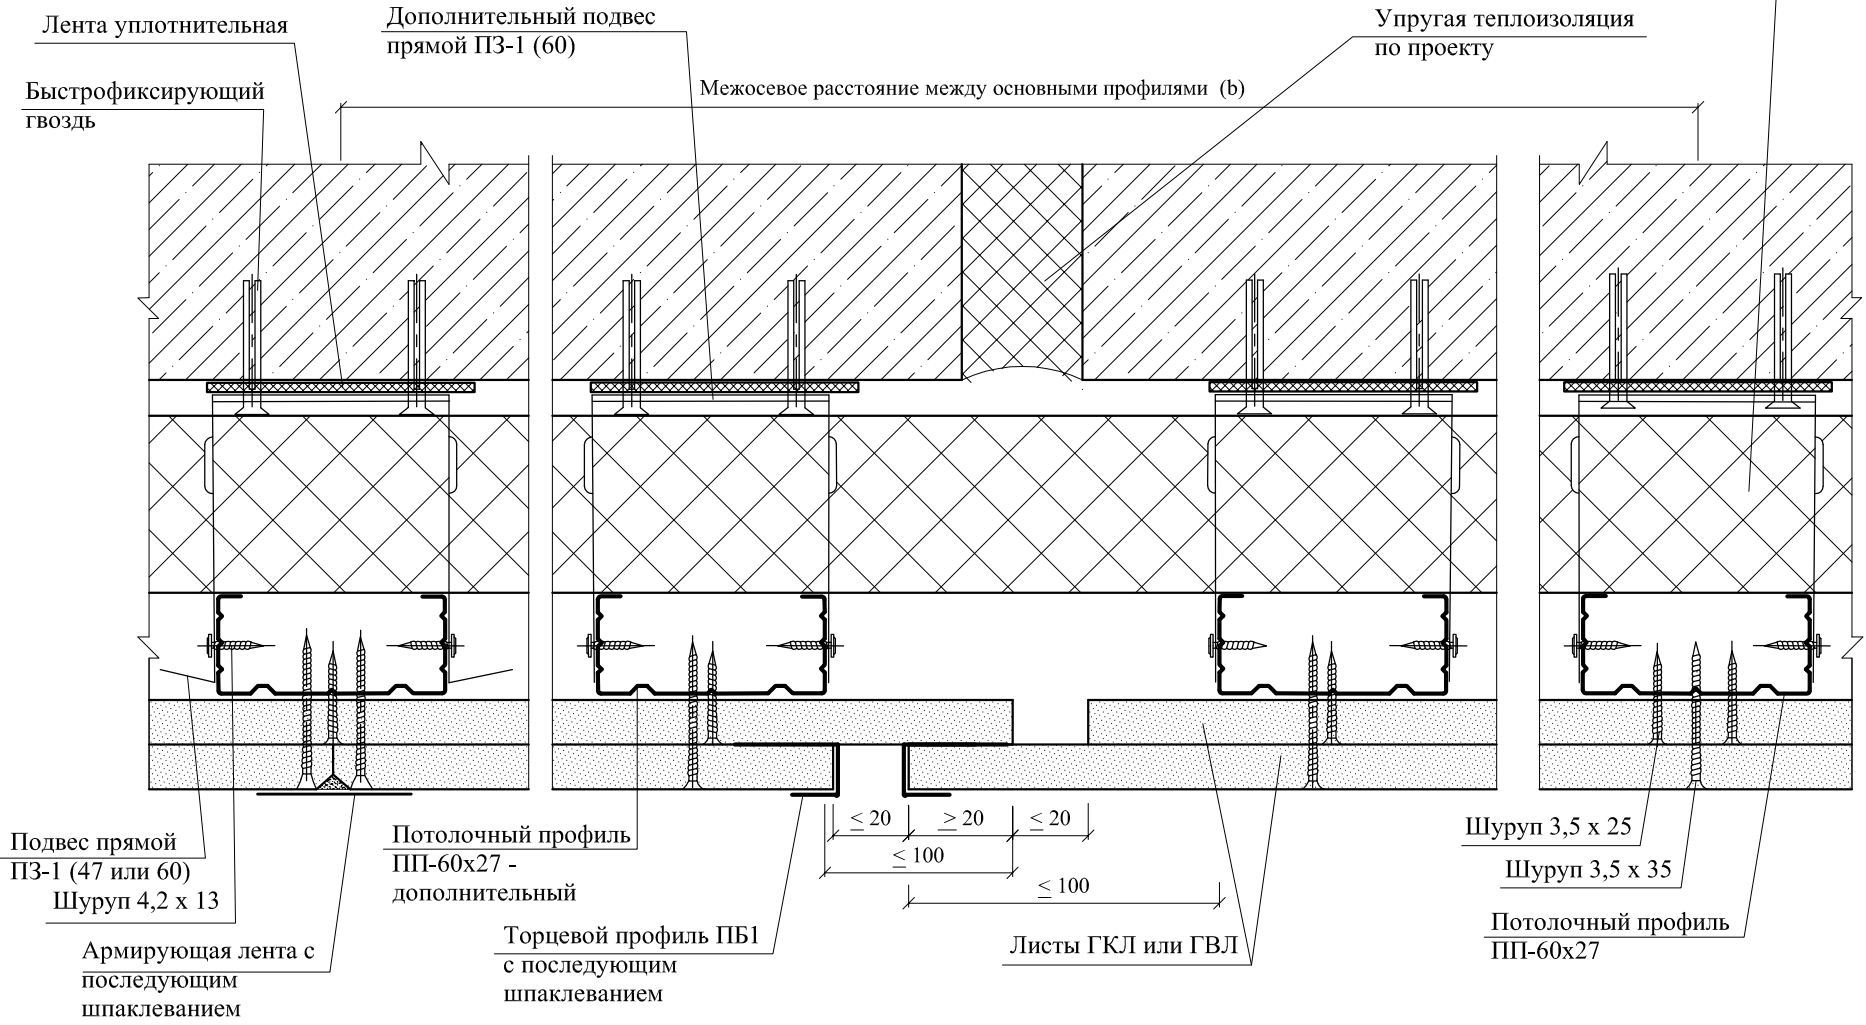 Лента уплотнительная
Дополнительный подвес
прямой ПЗ-1 (60)
Упругая теплоизоляция
по проекту
Быстрофиксирующий
гвоздь
Межосевое расстояние между основными профилями (b)
≤ 20
≥ 20
≤ 20
≤ 100
≤ 100
Подвес прямой
ПЗ-1 (47 или 60)
Шуруп 4,2 х 13
Армирующая лента с
последующим
шпаклеванием
Потолочный профиль
ПП-60х27 -
дополнительный
Торцевой профиль ПБ1
с последующим
шпаклеванием
Листы ГКЛ или ГВЛ
Шуруп 3,5 х 25
Шуруп 3,5 х 35
Потолочный профиль
ПП-60х27